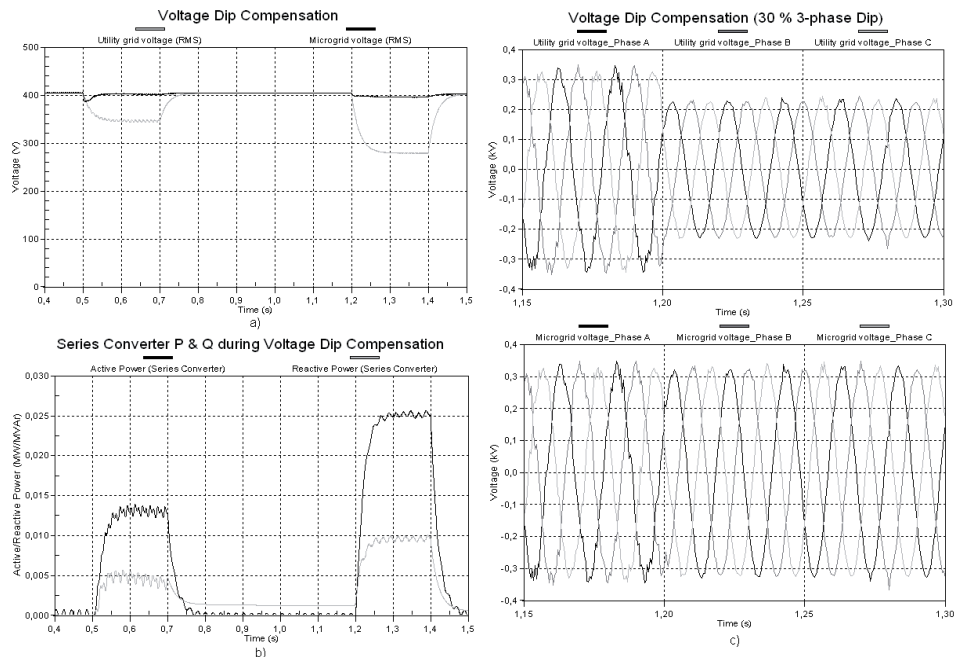 Voltage Dip Compensation
Utility grid voltage (RMS) Microgrid voltage (RMS)
500
400
300
200
100
0
Voltage (V)
0,4 0,5 0,6 0,7 0,8 0,9 1,0 1,1 1,2 1,3 1,4 1,5
Time (s)
a)
Series Converter P & Q during Voltage Dip Compensation
Active Power (Series Converter) Reactive Power (Series Converter)
0,030
0,025
0,020
0,015
0,010
0,005
0,000
Active/Reactive Power (MW/MVAr)
0,4 0,5 0,6 0,7 0,8 0,9 1,0 1,1 1,2 1,3 1,4 1,5
Time (s)
b)
Voltage Dip Compensation (30 % 3-phase Dip)
Utility grid voltage_Phase A Utility grid voltage_Phase B Utility grid voltage_Phase C
0,4
0,3
0,2
0,1
0,0
-0,1
-0,2
-0,3
-0,4
Voltage (kV)
1,15 1,20 1,25 1,30
Time (s)
Microgrid voltage_Phase A Microgrid voltage_Phase B Microgrid voltage_Phase C
0,4
0,3
0,2
0,1
0,0
-0,1
-0,2
-0,3
-0,4
Voltage (kV)
1,15 1,20 1,25 1,30
Time (s)
c)